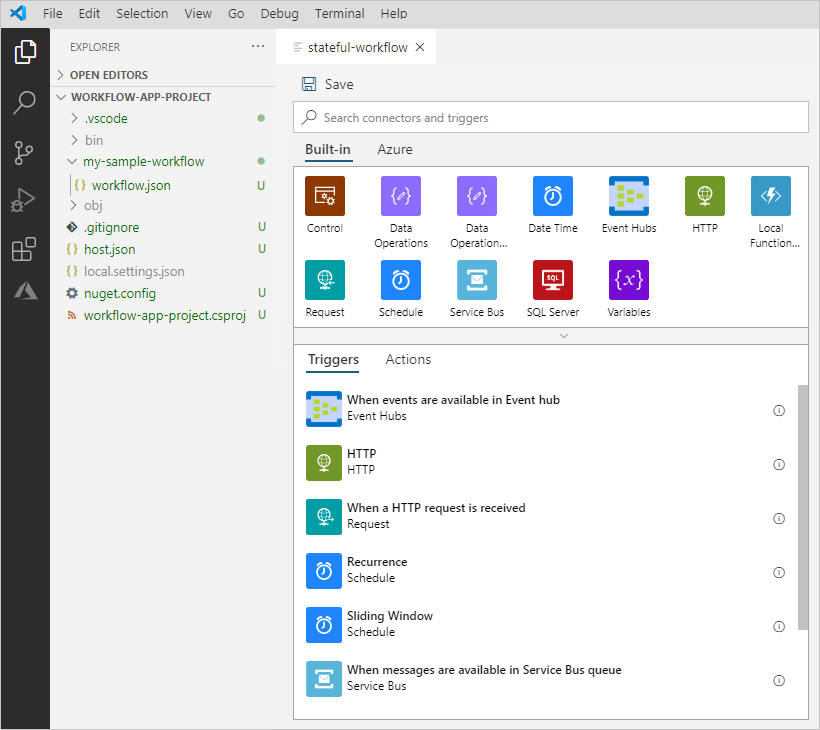 File Edit Selection View Go Debug Terminal Help
EXPLORER ...
OPEN EDITORS
WORKFLOW-APP-PROJECT
.vscode
bin
my-sample-workflow
{} workflow.json U
obj
.gitignore U
{} host.json U
{} local.settings.json
nuget.config U
workflow-app-project.csproj U
stateful-workflow
Save
Search connectors and triggers
Built-in Azure
Control
Data
Operations
Data
Operation...
Date Time
Event Hubs
HTTP
Local
Function...
Request
Schedule
Service Bus
SQL
SQL Server
{x}
Variables
Triggers Actions
When events are available in Event hub
Event Hubs
HTTP
HTTP
When a HTTP request is received
Request
Recurrence
Schedule
Sliding Window
Schedule
When messages are available in Service Bus queue
Service Bus